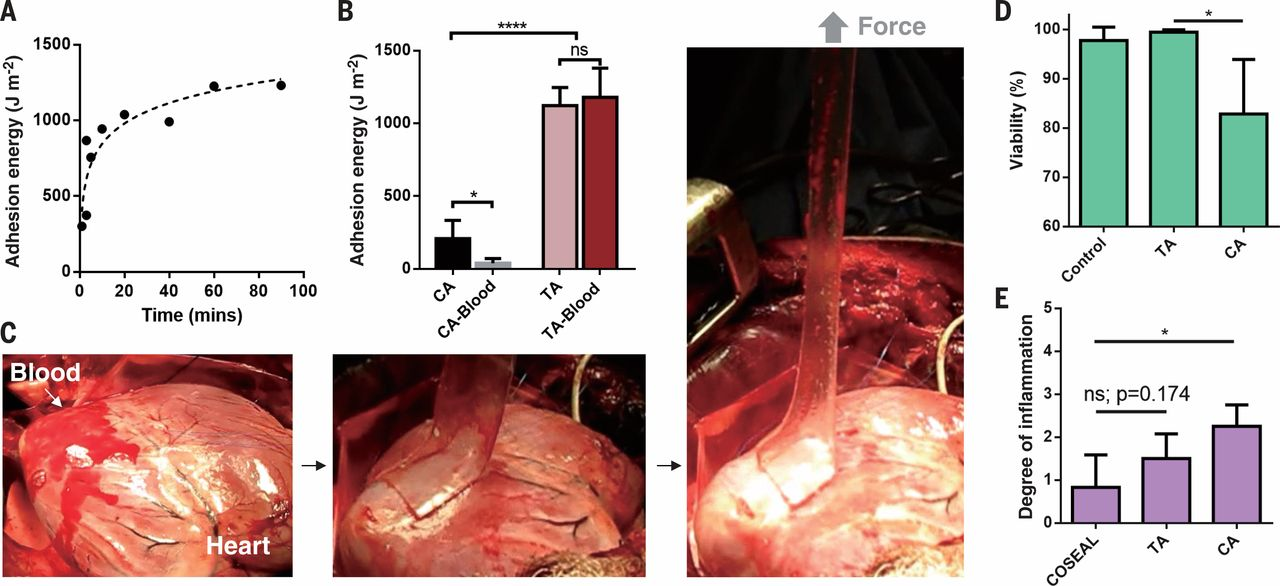 A
Adhesion energy (J m-2)
1500
1000
500
0
0 20 40 60 80 100
Time (mins)
B
Adhesion energy (J m-2)
1500
1000
500
0
****
ns
*
CA
CA-Blood
TA
TA-Blood
Force
C
Blood
Heart
D
Viability (%)
100
90
80
70
60
*
Control
TA
CA
E
Degree of inflammation
5
4
3
2
1
0
*
ns; p=0.174
COSEAL
TA
CA